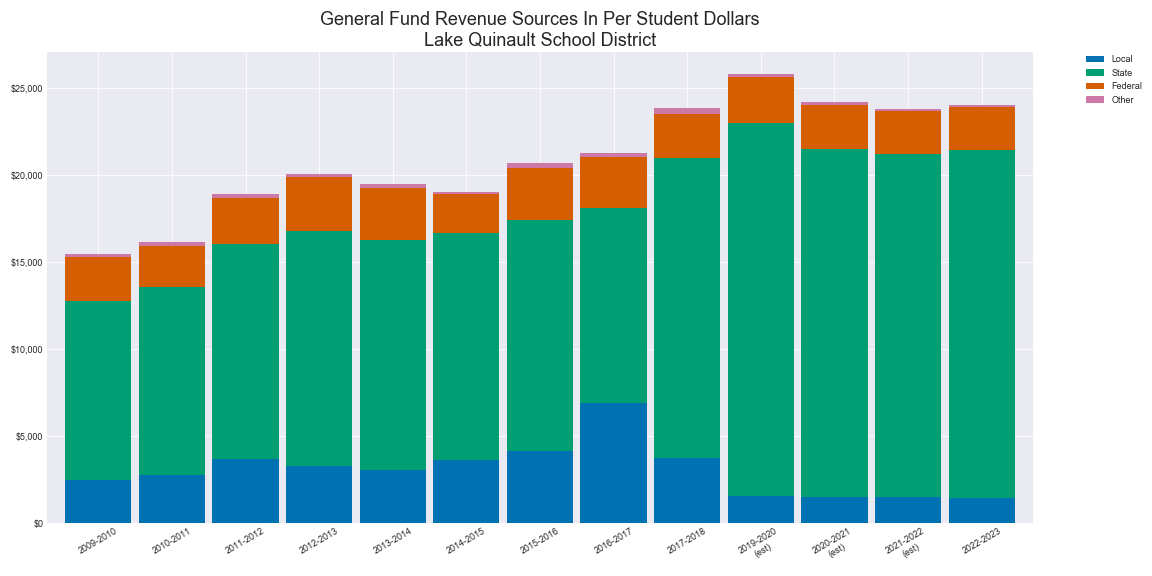 General Fund Revenue Sources In Per Student Dollars
Lake Quinault School District
Local
State
Federal
Other
$25,000
$20,000
$15,000
$10,000
$5,000
$0
2009-2010
2010-2011
2011-2012
2012-2013
2013-2014
2014-2015
2015-2016
2016-2017
2017-2018
2019-2020
(est)
2020-2021
(est)
2021-2022
(est)
2022-2023